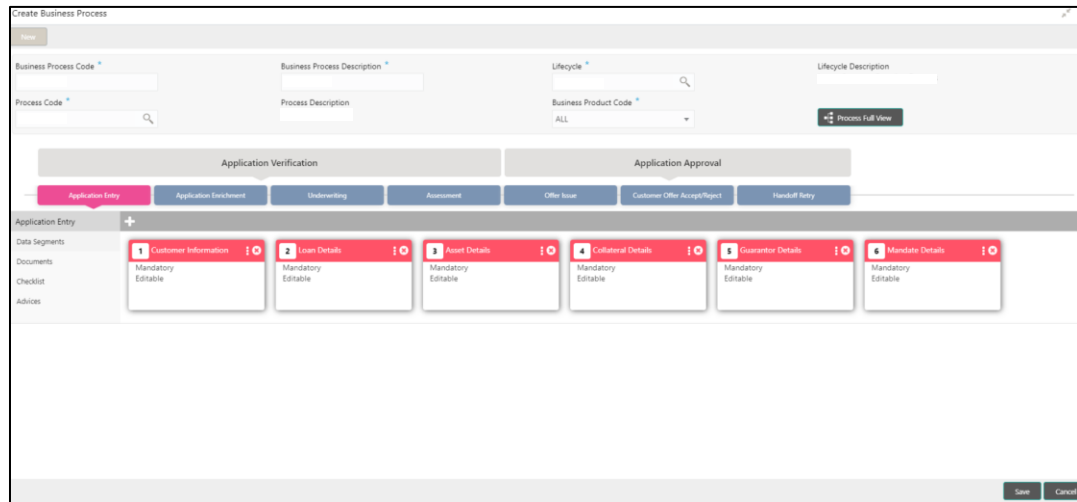 Create Business Process
New
Business Process Code * Business Process Description * Lifecycle * Lifecycle Description
Process Code * Process Description Business Product Code *
ALL Process Full View
Application Verification Application Approval
Application Entry Application Enrichment Underwriting Assessment Offer Issue Customer Offer Accept/Reject Handoff Retry
Application Entry
Data Segments
Documents
Checklist
Advices
1 Customer Information 2 Loan Details 3 Asset Details 4 Collateral Details 5 Guarantor Details 6 Mandate Details
Mandatory Mandatory Mandatory Mandatory Mandatory Mandatory
Editable Editable Editable Editable Editable Editable
Save Cancel